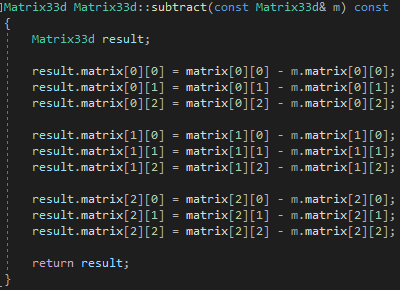 Matrix33d Matrix33d::subtract(const Matrix33d& m) const
{
Matrix33d result;
result.matrix[0][0] = matrix[0][0] - m.matrix[0][0];
result.matrix[0][1] = matrix[0][1] - m.matrix[0][1];
result.matrix[0][2] = matrix[0][2] - m.matrix[0][2];
result.matrix[1][0] = matrix[1][0] - m.matrix[1][0];
result.matrix[1][1] = matrix[1][1] - m.matrix[1][1];
result.matrix[1][2] = matrix[1][2] - m.matrix[1][2];
result.matrix[2][0] = matrix[2][0] - m.matrix[2][0];
result.matrix[2][1] = matrix[2][1] - m.matrix[2][1];
result.matrix[2][2] = matrix[2][2] - m.matrix[2][2];
return result;
}